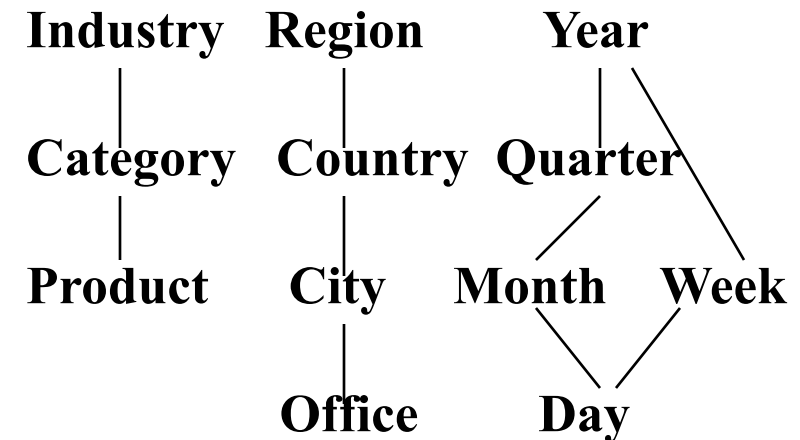 Industry Region Year
Category Country Quarter
Product City Month Week
Office Day